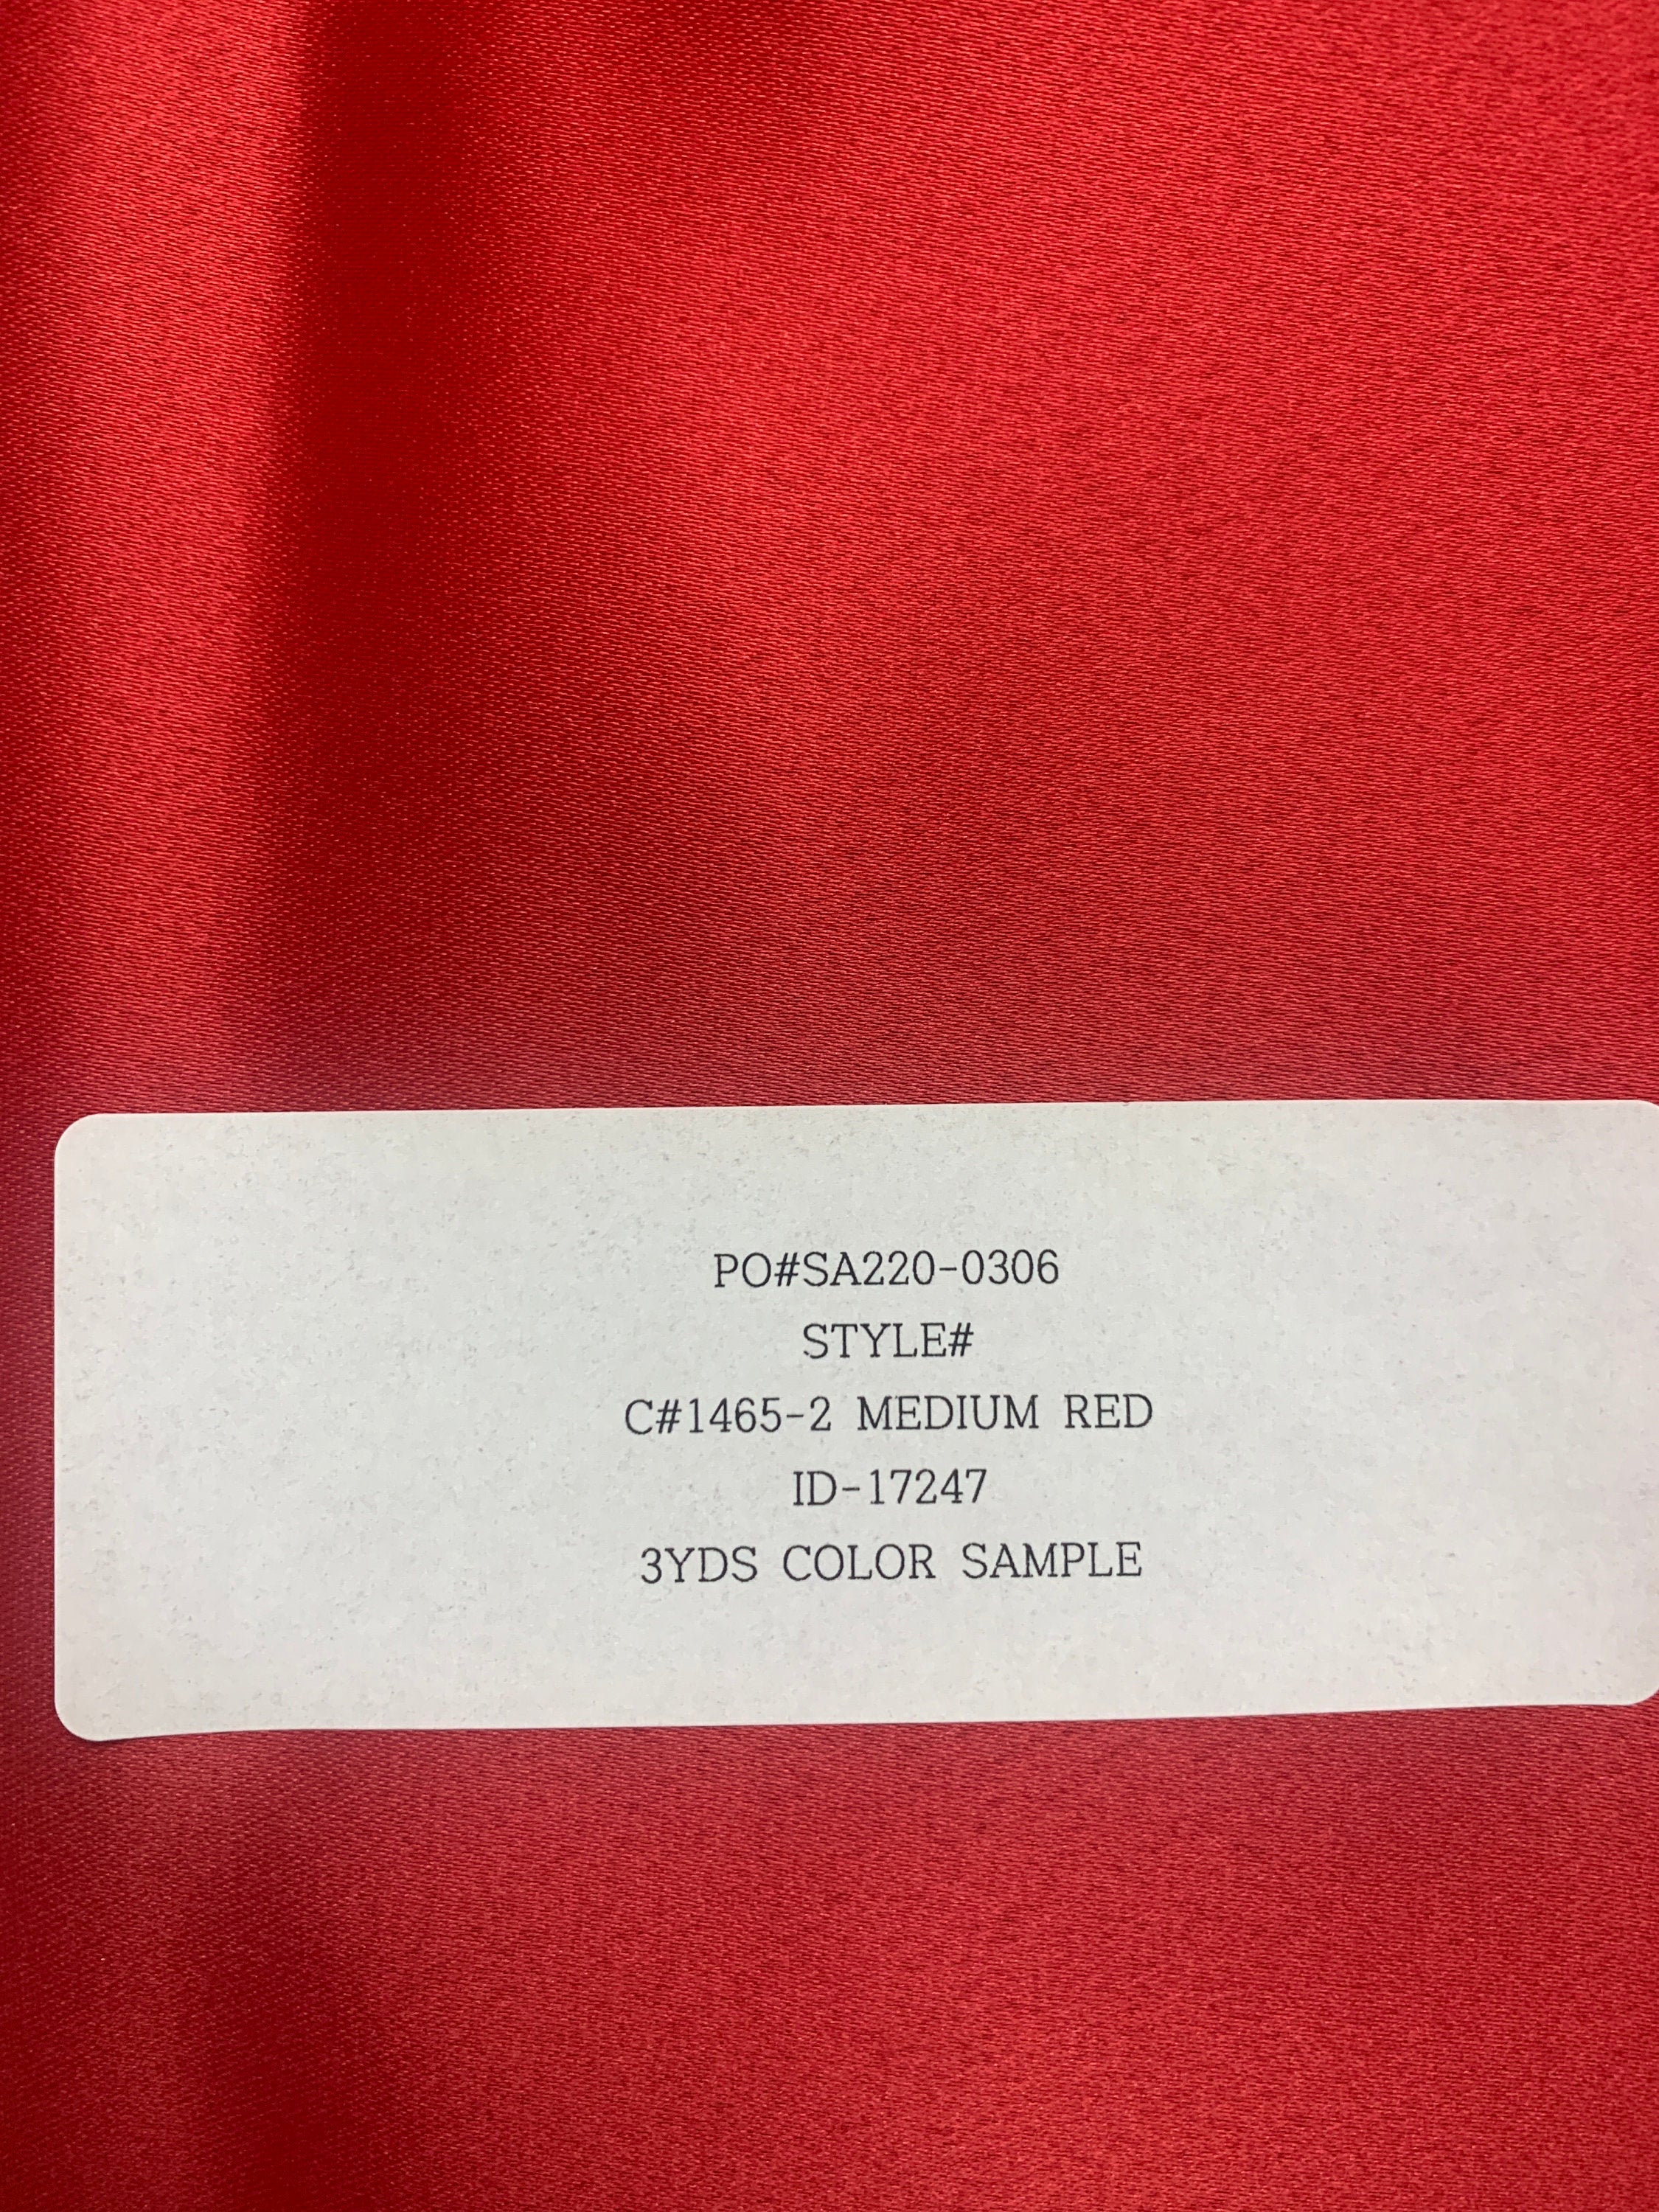 PO#SA220-0306
STYLE#
C#1465-2 MEDIUM RED
ID-17247
3YDS COLOR SAMPLE